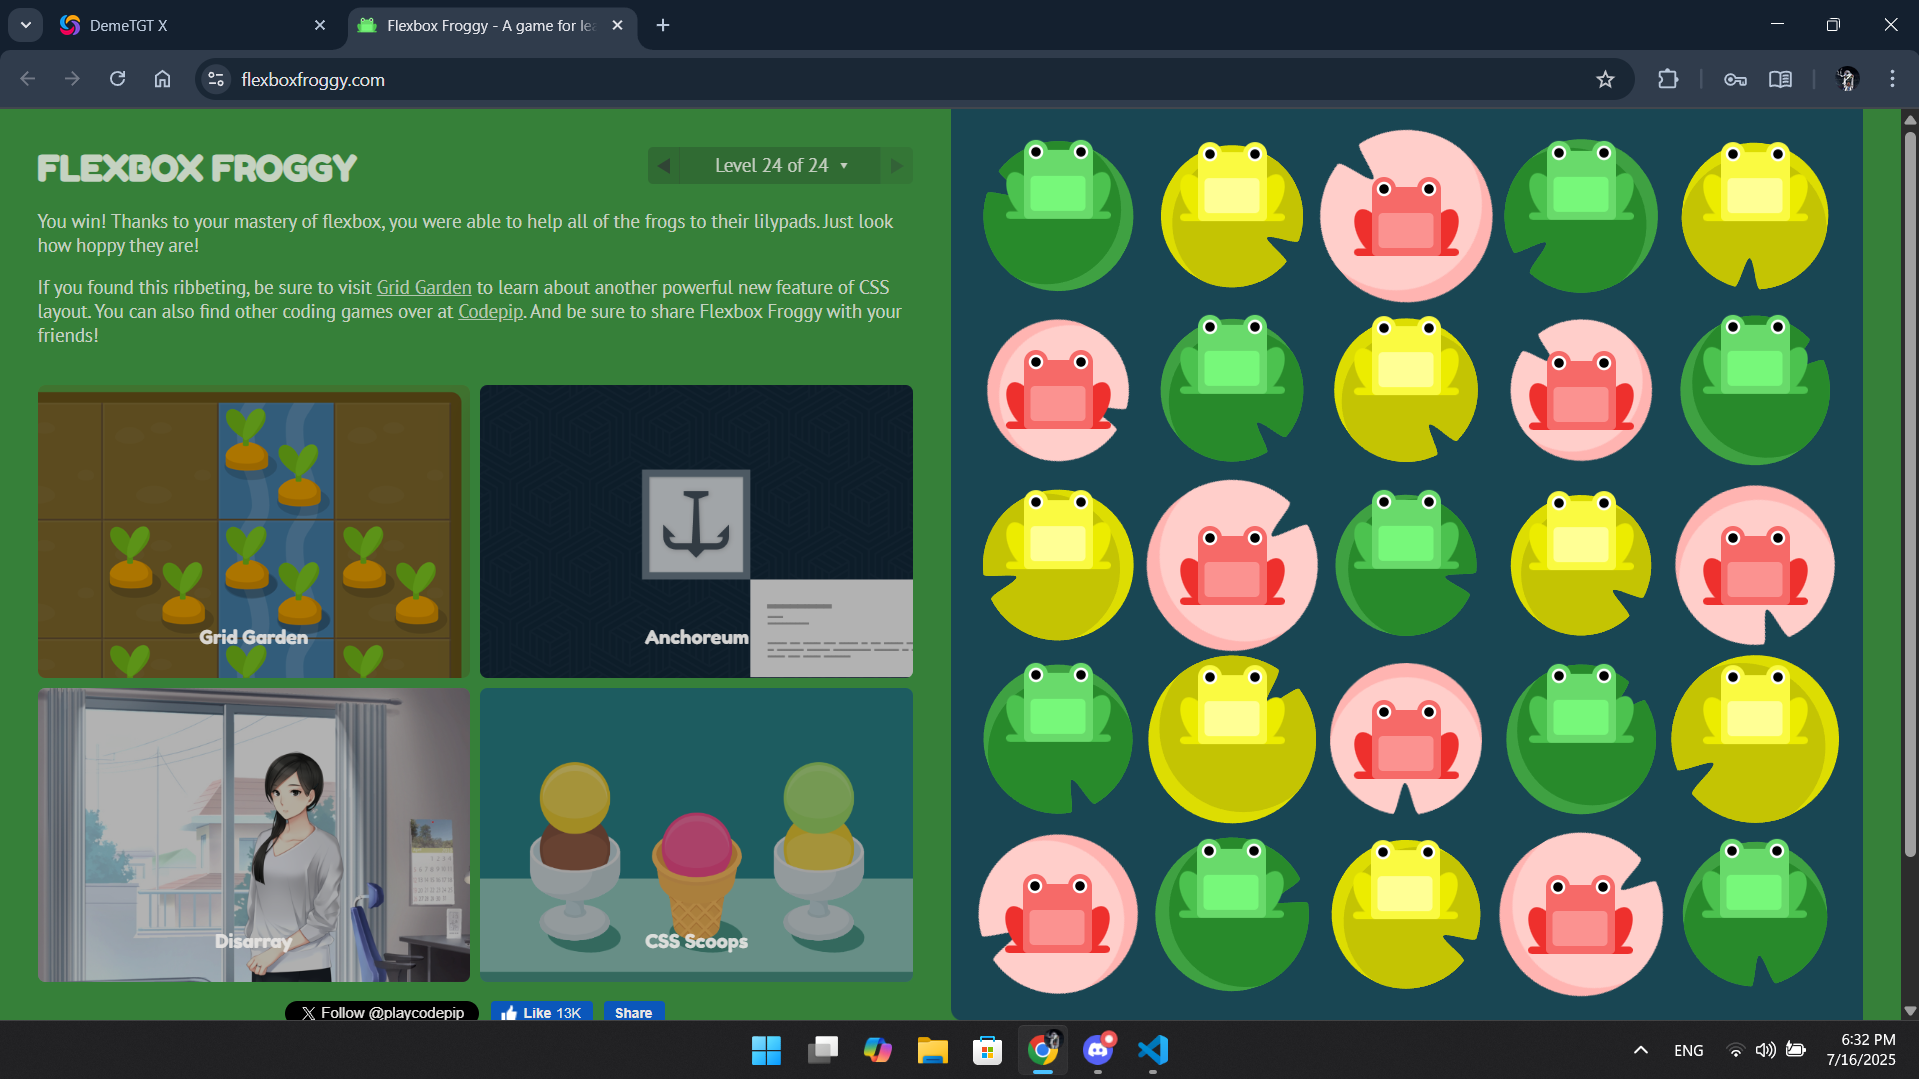 DemeTGT X
Flexbox Froggy - A game for lea
flexboxfroggy.com
FLEXBOX FROGGY
Level 24 of 24
You win! Thanks to your mastery of flexbox, you were able to help all of the frogs to their lilypads. Just look
how hoppy they are!
If you found this ribbeting, be sure to visit Grid Garden to learn about another powerful new feature of CSS
layout. You can also find other coding games over at Codepip. And be sure to share Flexbox Froggy with your
friends!
Grid Garden
Anchoreum
Disarray
CSS Scoops
Follow @playcodepip
Like 13K
Share
ENG
6:32 PM
7/16/2025